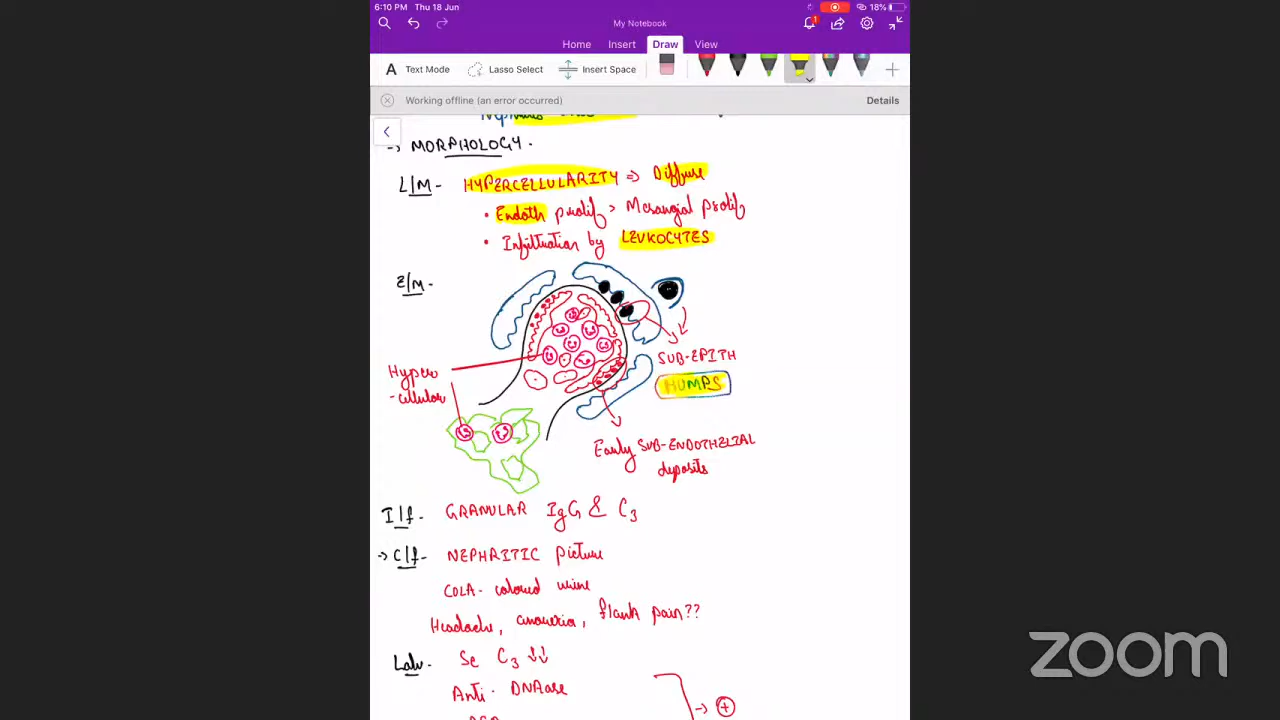 6:10 PM Thu 18 Jun
18%
My Notebook
1
Home Insert Draw View
A Text Mode Lasso Select Insert Space
Working offline (an error occurred) Details
→ MORPHOLOGY.
L/M- HYPERCELLULARITY ⇒ Diffuse
• Endoth prolif > Mesangial prolif
• Infiltration by LEUKOCYTES
E/M.
SUB-EPITH
HUMPS
Hyper
-cellular
Early SUB-ENDOTHELIAL
deposits
I/f- GRANULAR IgG & C3
→ C/f- NEPHRITIC picture
COLA-colored urine
Headache, anorexia, flank pain??
Lab. Se C3 ↓↓
Anti- DNAase
→ +
zoom